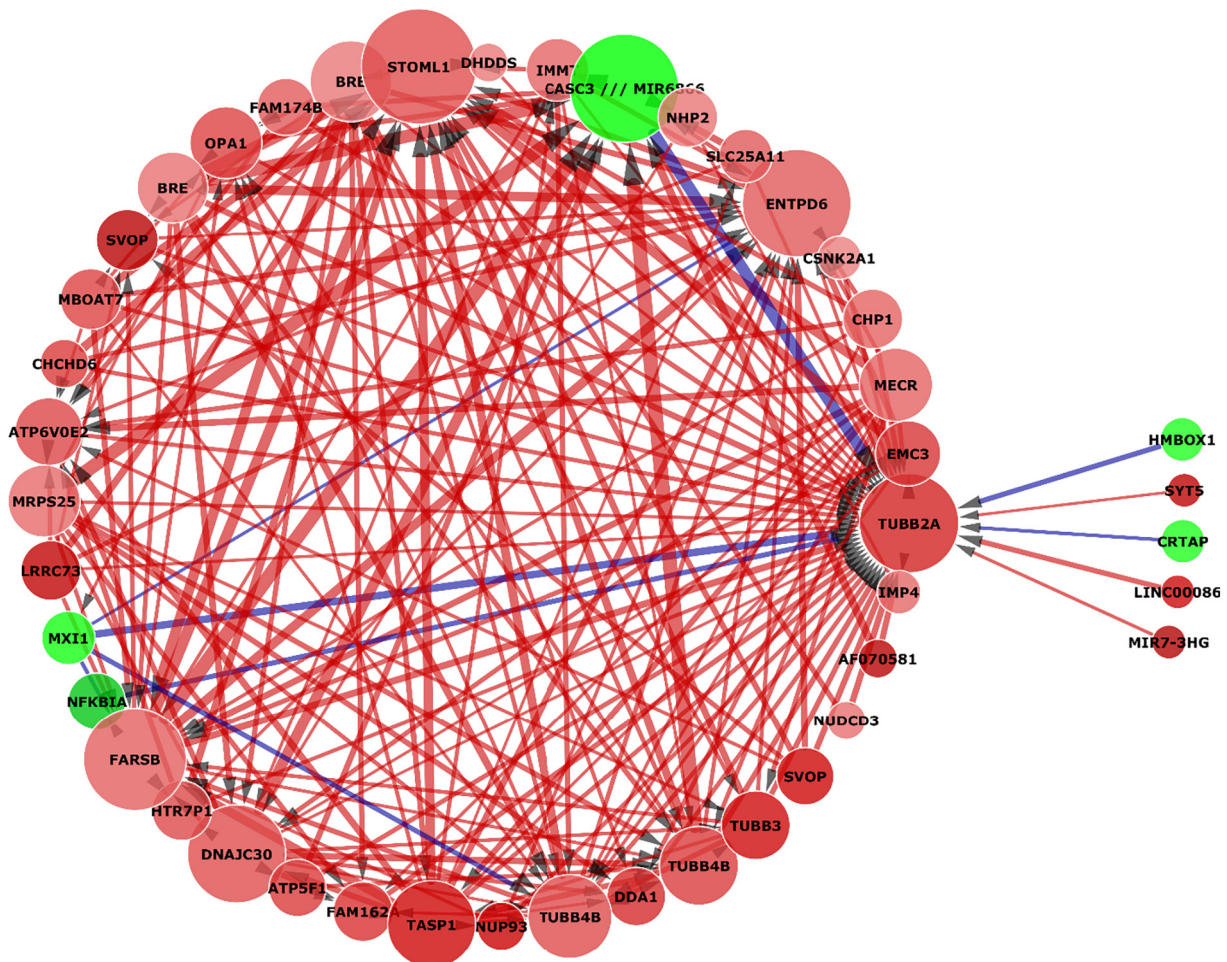 STOML1
DHDDS
IMMT
BRE
CASC3 /// MIR6866
FAM174B
NHP2
OPA1
SLC25A11
BRE
ENTPD6
SVOP
CSNK2A1
MBOAT7
CHP1
CHCHD6
MECR
ATP6V0E2
HMBOX1
EMC3
SYT5
MRPS25
TUBB2A
CRTAP
LRRC73
IMP4
LINC00086
MXI1
MIR7-3HG
AF070581
NFKBIA
NUDCD3
FARSB
SVOP
HTR7P1
TUBB3
DNAJC30
TUBB4B
ATP5F1
DDA1
FAM162A
TUBB4B
TASP1
NUP93